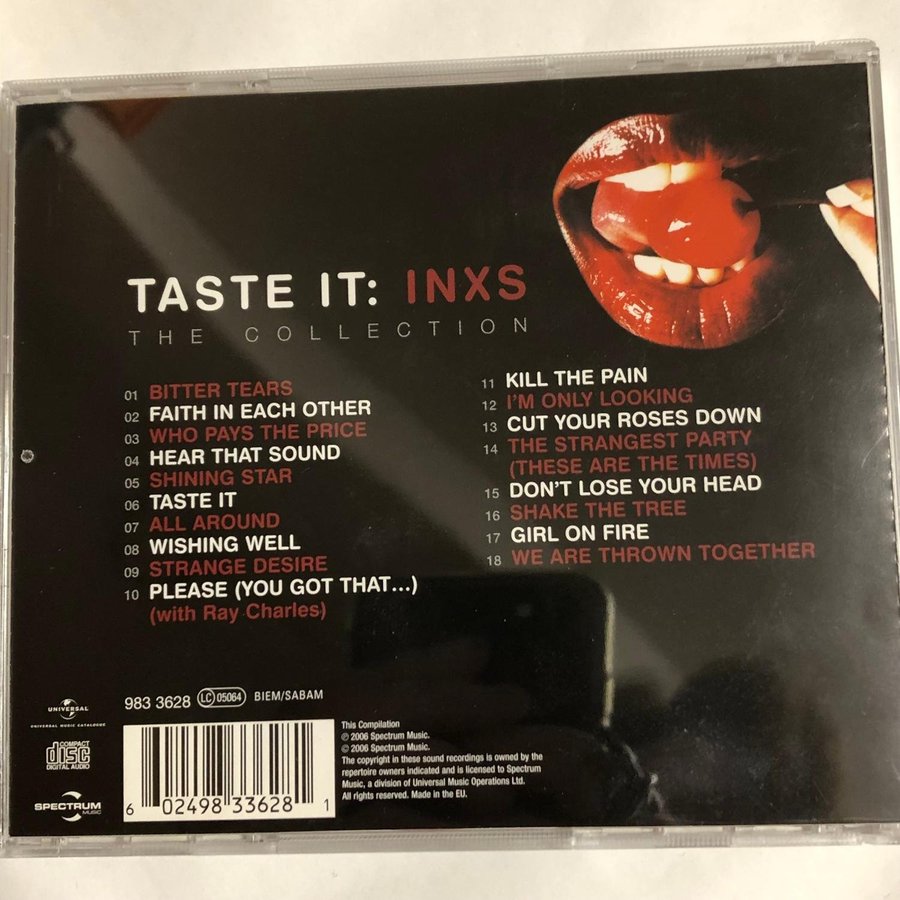 TASTE IT: INXS
THE COLLECTION
01 BITTER TEARS
02 FAITH IN EACH OTHER
03 WHO PAYS THE PRICE
04 HEAR THAT SOUND
05 SHINING STAR
06 TASTE IT
07 ALL AROUND
08 WISHING WELL
09 STRANGE DESIRE
10 PLEASE (YOU GOT THAT...)
(with Ray Charles)
11 KILL THE PAIN
12 I'M ONLY LOOKING
13 CUT YOUR ROSES DOWN
14 THE STRANGEST PARTY
(THESE ARE THE TIMES)
15 DON'T LOSE YOUR HEAD
16 SHAKE THE TREE
17 GIRL ON FIRE
18 WE ARE THROWN TOGETHER
983 3628 LC 05064 BIEM/SABAM
UNIVERSAL
UNIVERSAL MUSIC CATALOGUE
COMPACT
disc
DIGITAL AUDIO
SPECTRUM
MUSIC
6 02498 33628 1
This Compilation
℗ 2006 Spectrum Music.
© 2006 Spectrum Music.
The copyright in these sound recordings is owned by the
repertoire owners indicated and is licensed to Spectrum
Music, a division of Universal Music Operations Ltd.
All rights reserved. Made in the EU.